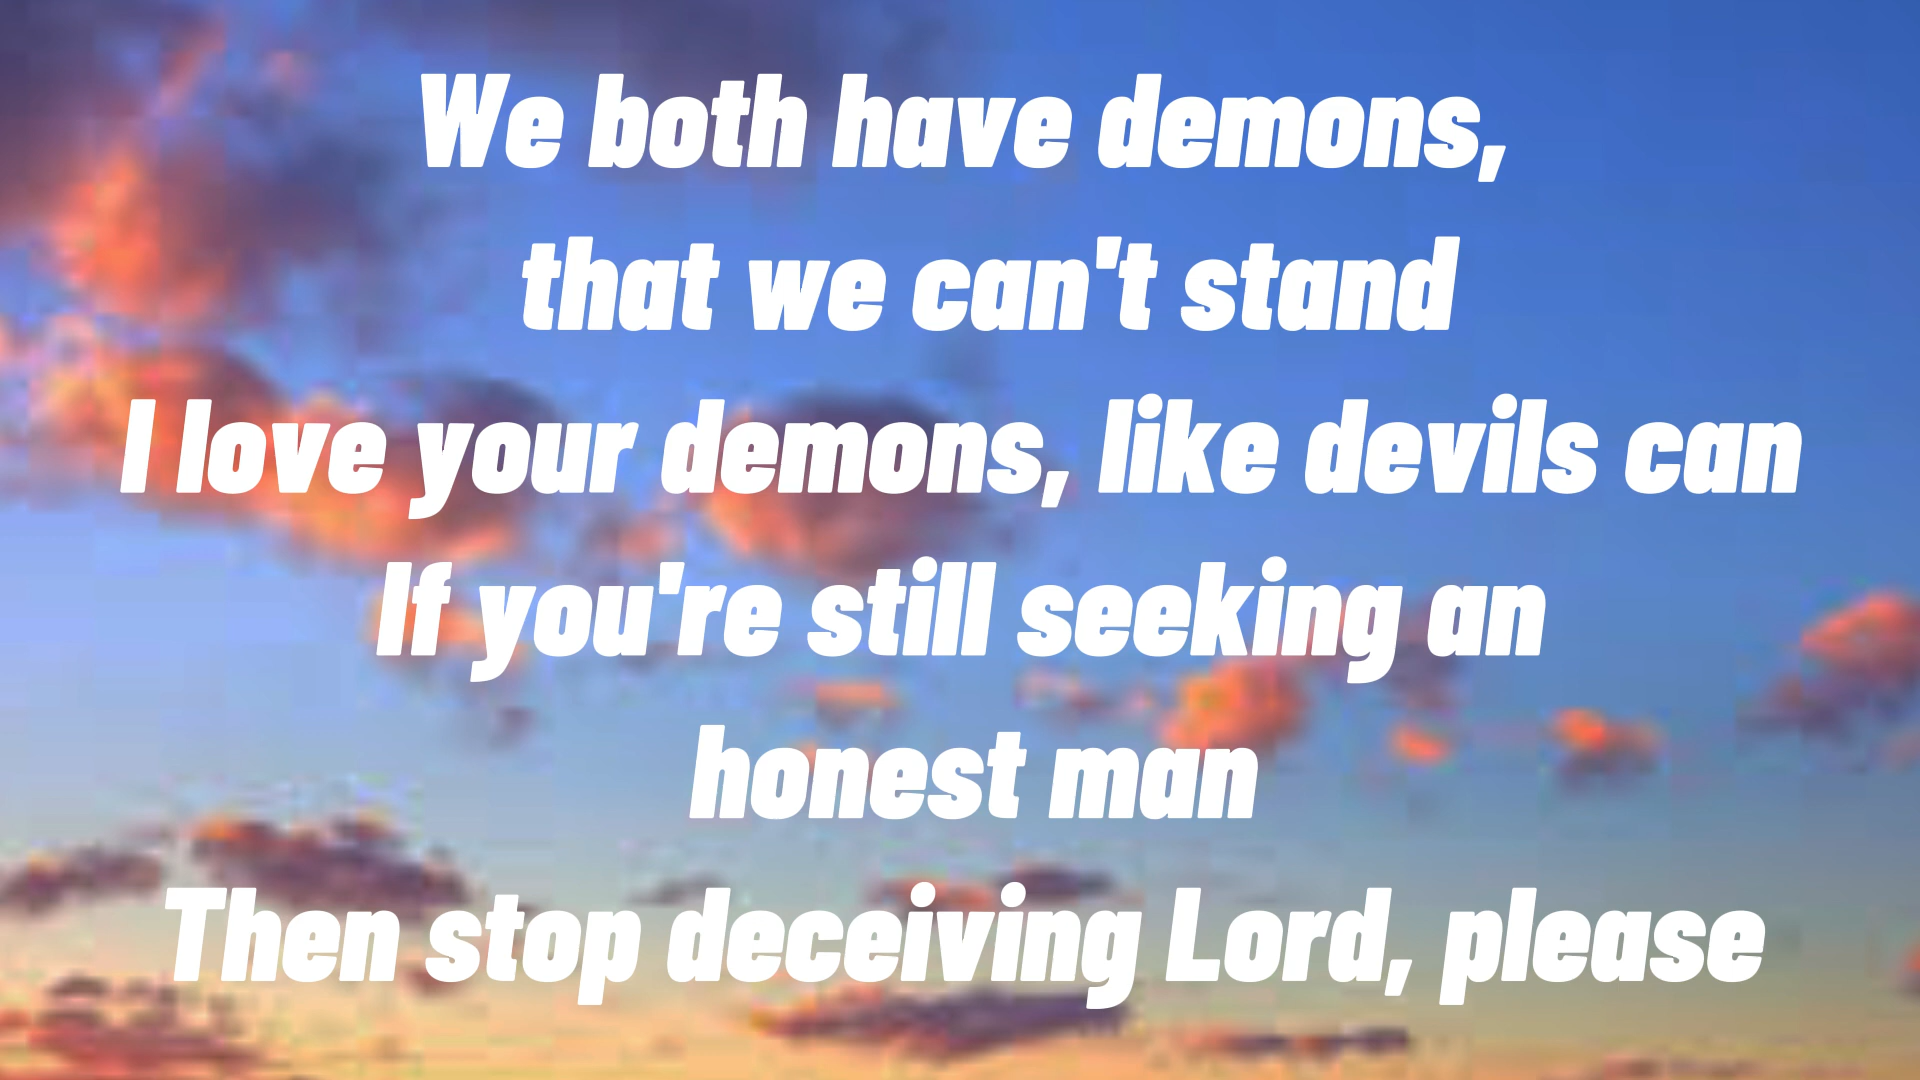 We both have demons,
that we can't stand
I love your demons, like devils can
If you're still seeking an
honest man
Then stop deceiving Lord, please